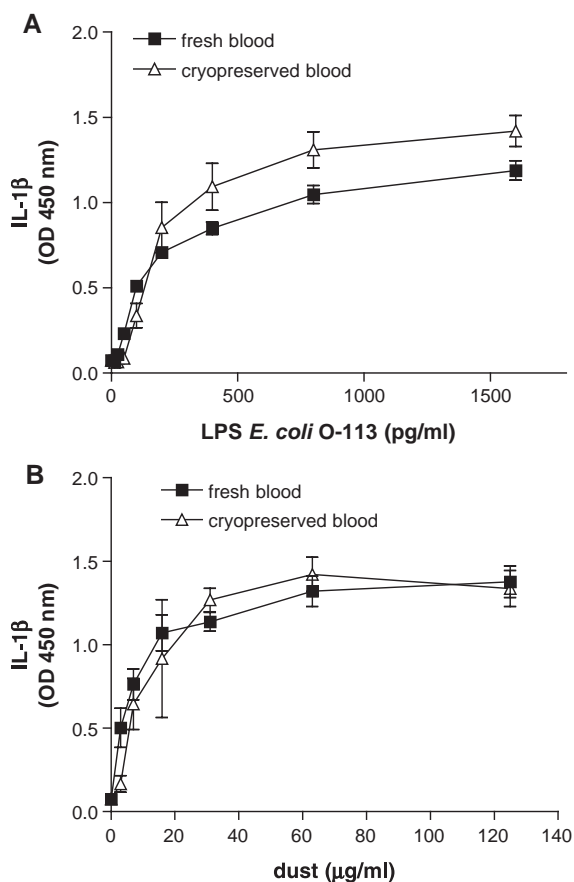 A
fresh blood
cryopreserved blood
2.0
1.5
1.0
0.5
0.0
IL-1β
(OD 450 nm)
0
500
1000
1500
LPS E. coli O-113 (pg/ml)
B
fresh blood
cryopreserved blood
2.0
1.5
1.0
0.5
0.0
IL-1β
(OD 450 nm)
0
20
40
60
80
100
120
140
dust (μg/ml)